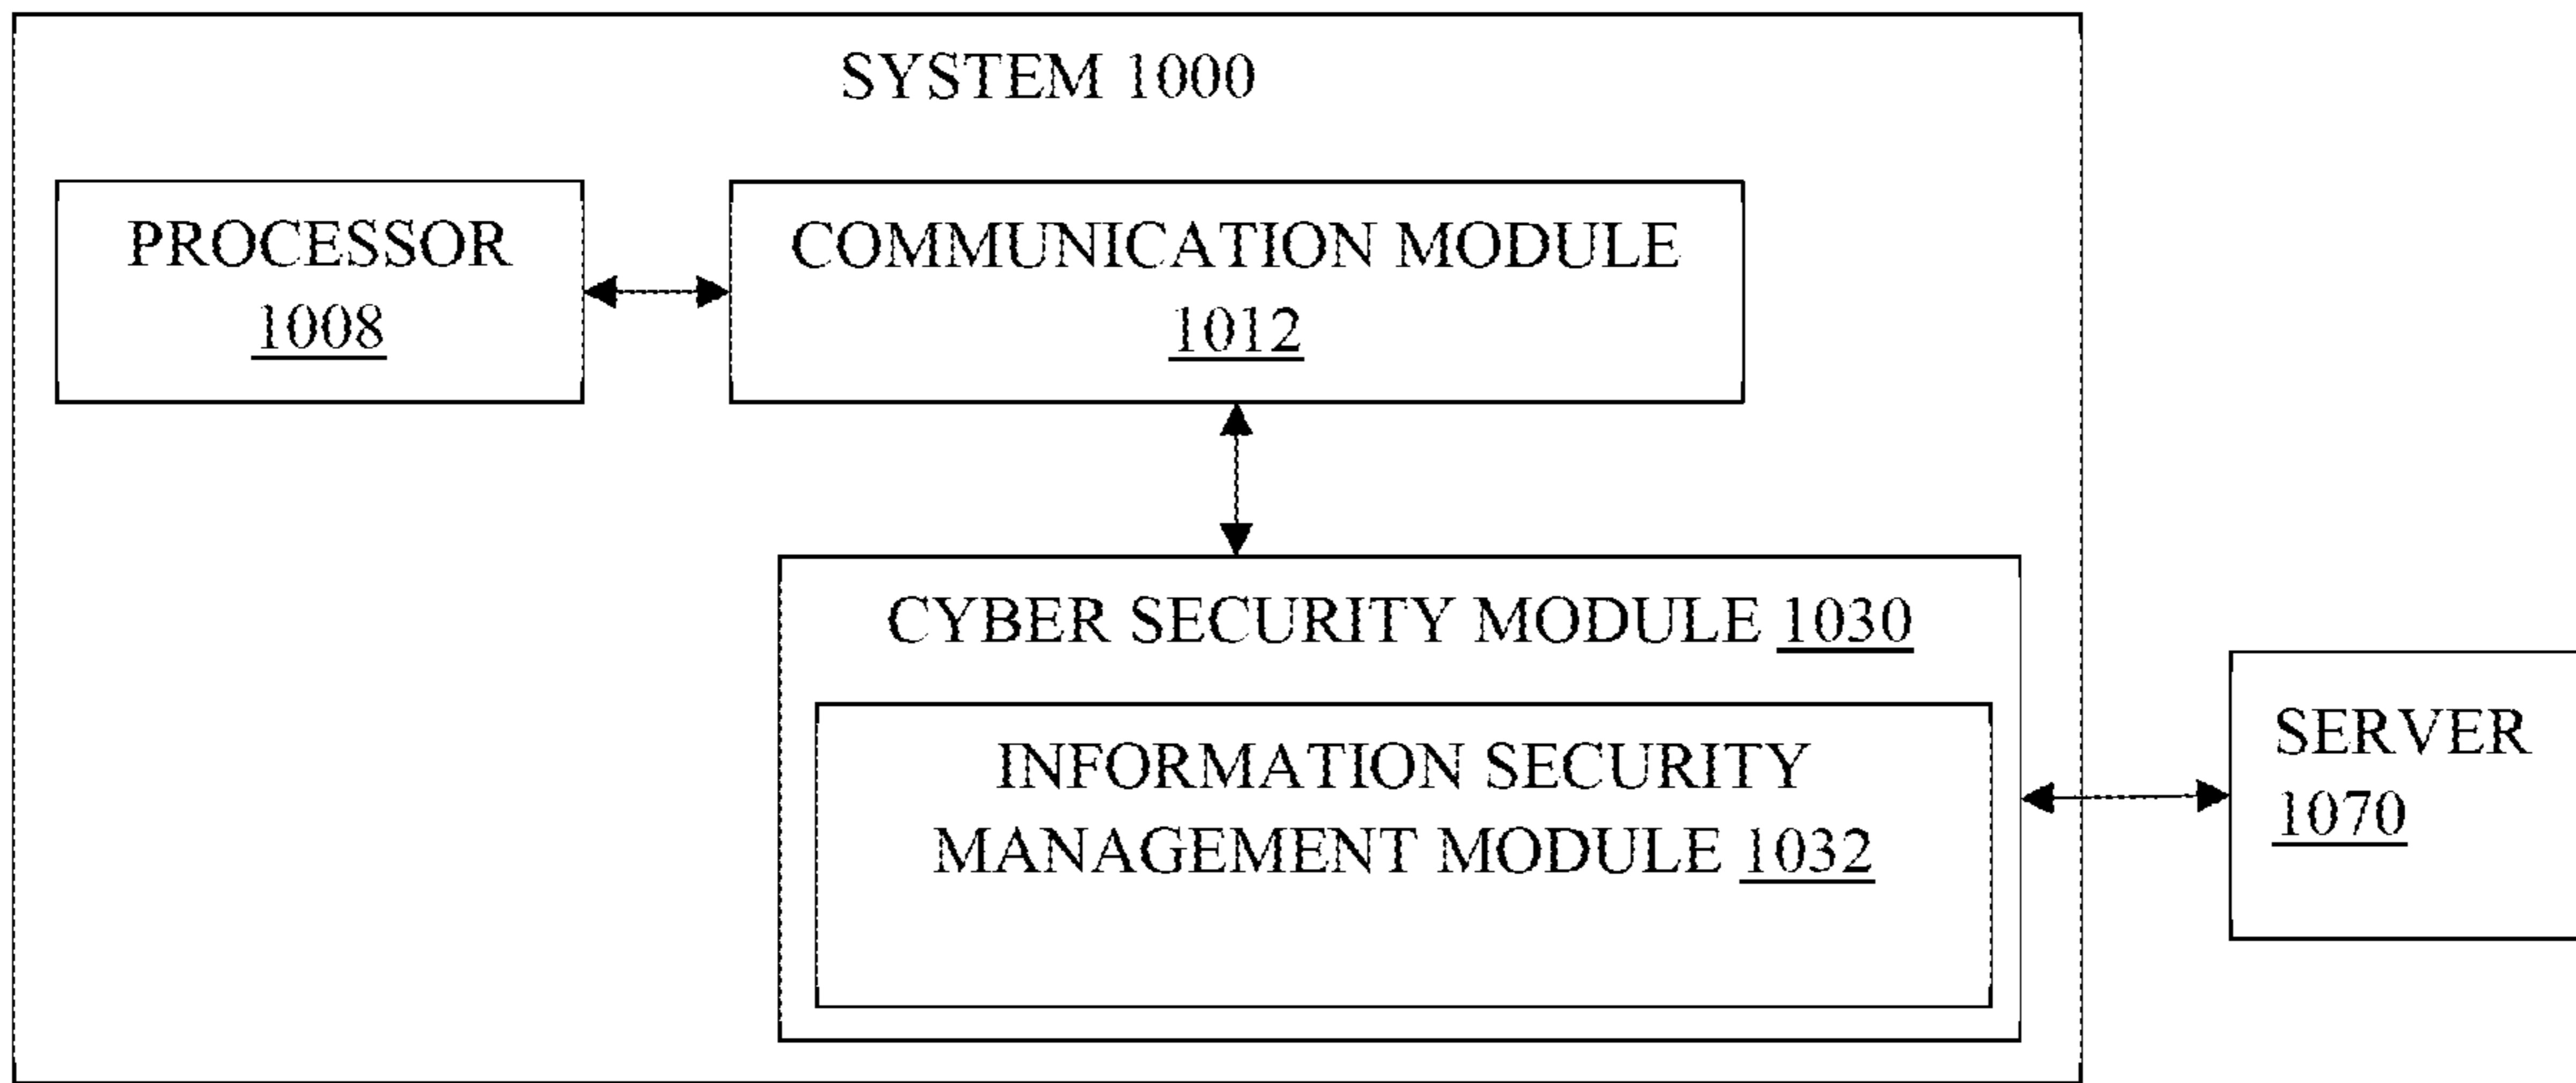 SYSTEM 1000
PROCESSOR
1008
COMMUNICATION MODULE
1012
CYBER SECURITY MODULE 1030
INFORMATION SECURITY
MANAGEMENT MODULE 1032
SERVER
1070